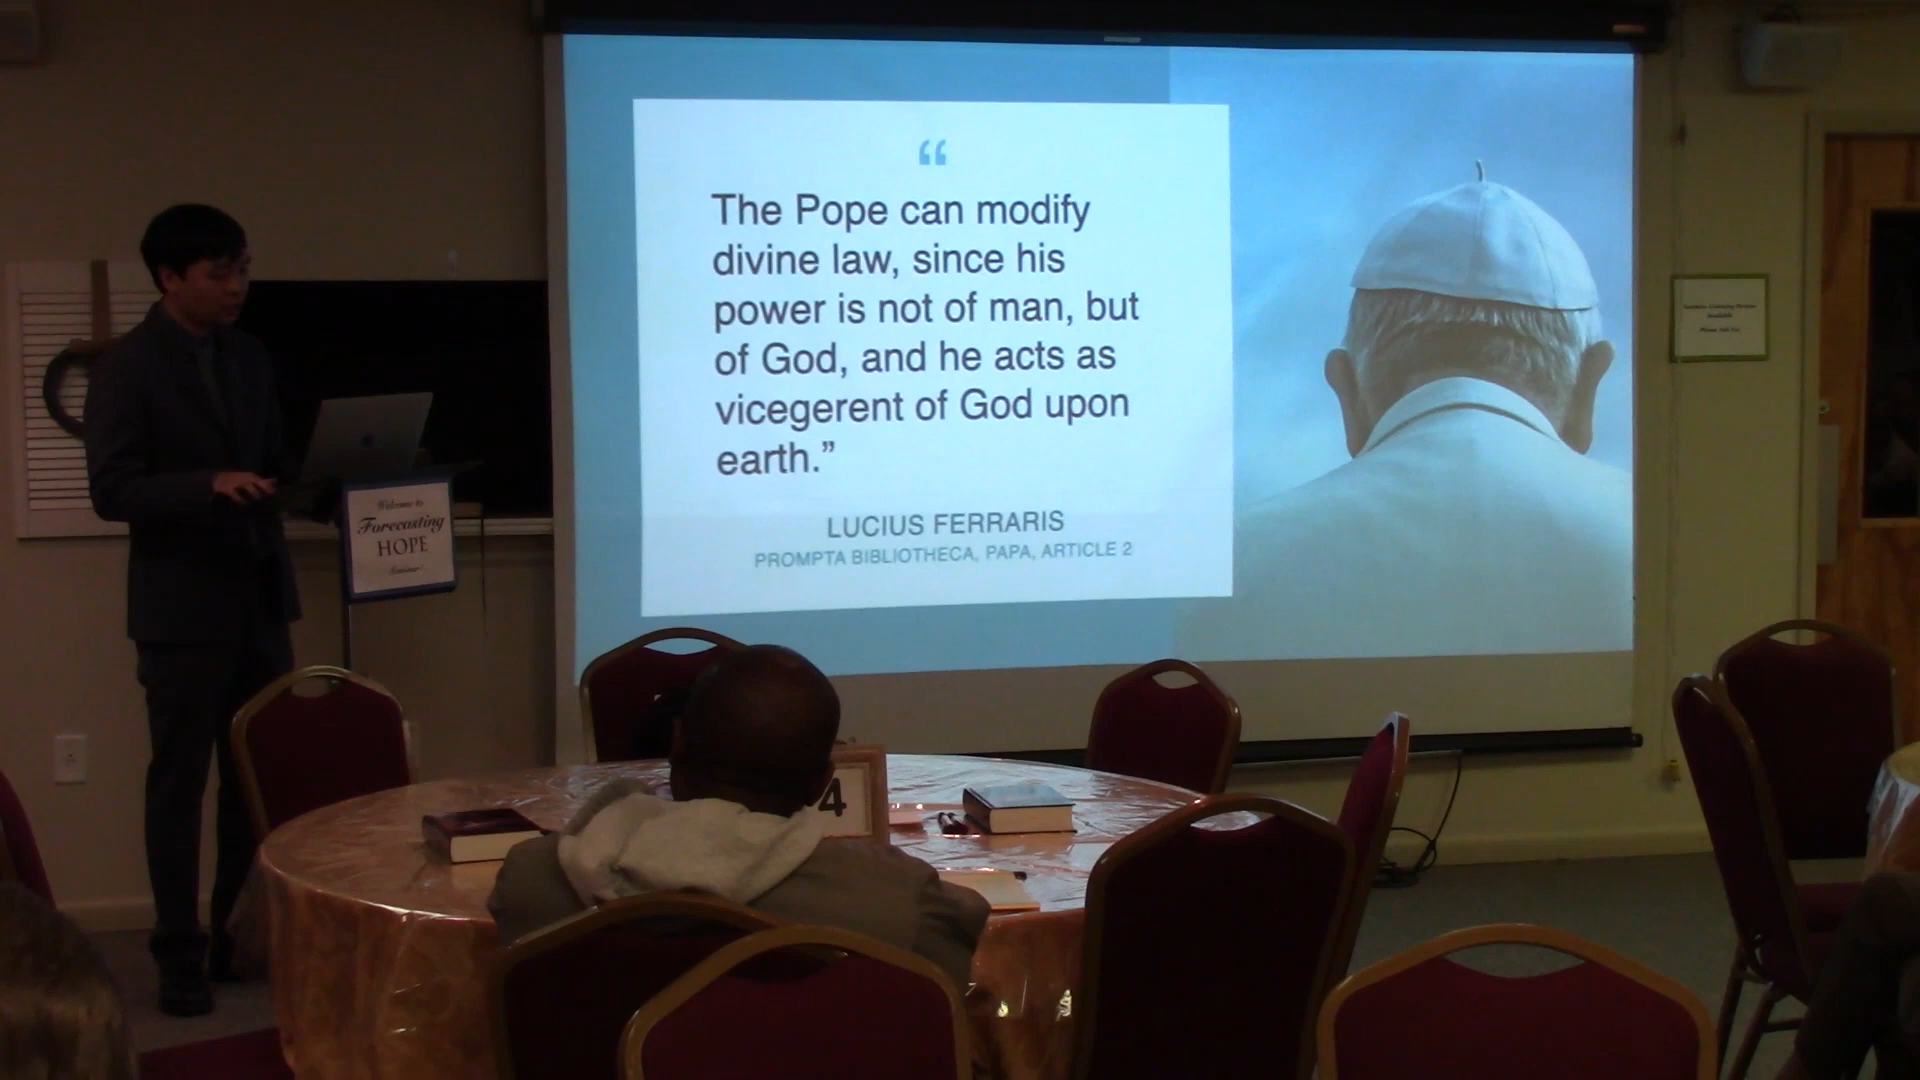 “
The Pope can modify
divine law, since his
power is not of man, but
of God, and he acts as
vicegerent of God upon
earth.”
LUCIUS FERRARIS
PROMPTA BIBLIOTHECA, PAPA, ARTICLE 2
Welcome to
Forecasting
HOPE
Seminar
4